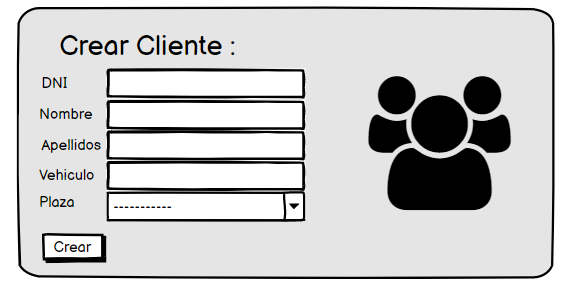 Crear Cliente :
DNI
Nombre
Apellidos
Vehiculo
Plaza
-----------
Crear